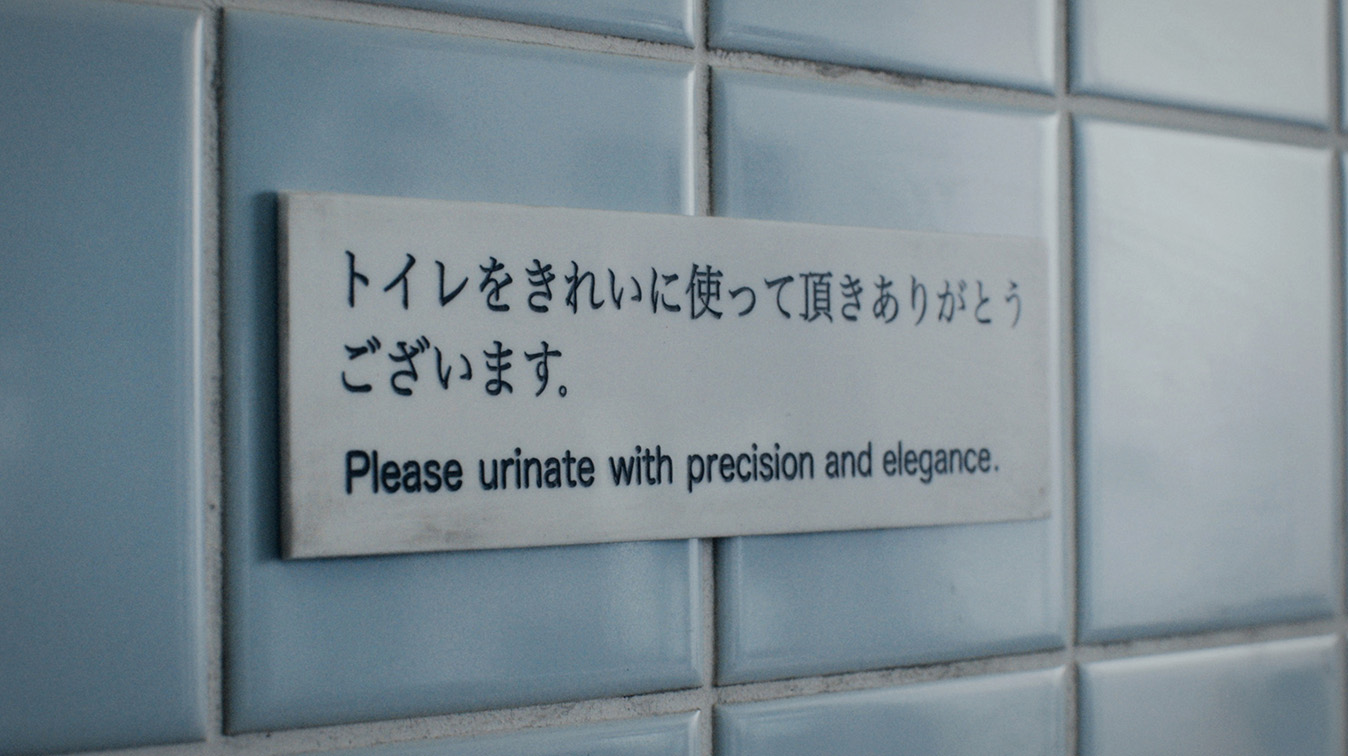 トイレをきれいに使って頂きありがとう
ございます。
Please urinate with precision and elegance.